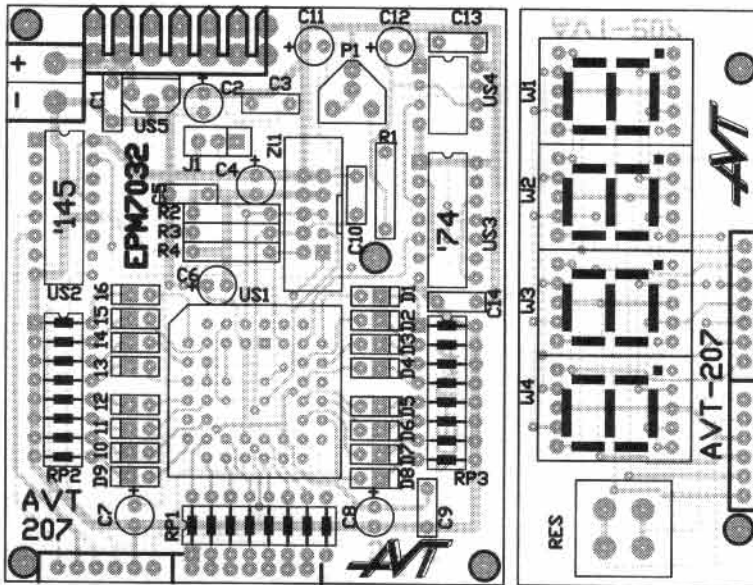 C11
C12
C13
+
-
C1
US5
C2
C3
P1
US4
J1
Z11
R1
'145
EPM7032
C4
C5
R2
R3
R4
C10
'74
US3
US2
C6
US1
C14
16
15
14
13
12
11
10
D9
D1
D2
D3
D4
D5
D6
D7
D8
RP2
RP3
AVT
207
C7
RP1
C8
C9
AVT
W1
W2
W3
W4
AVT
AVT-207
RES